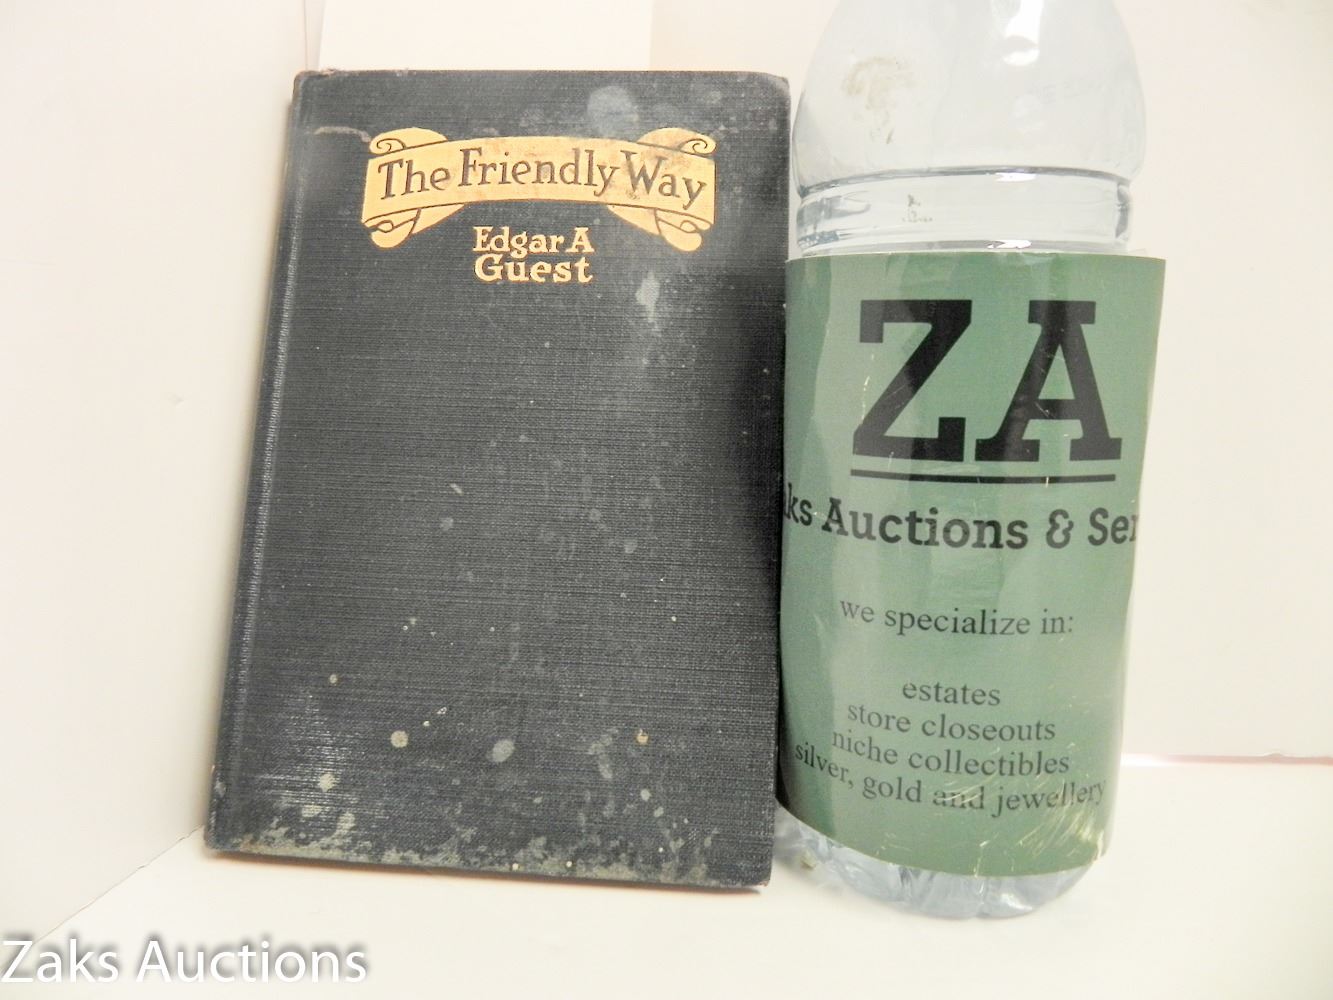 The Friendly Way
Edgar A
Guest
ZA
aks Auctions & Ser
we specialize in:
estates
store closeouts
niche collectibles
silver, gold and jewellery
Zaks Auctions